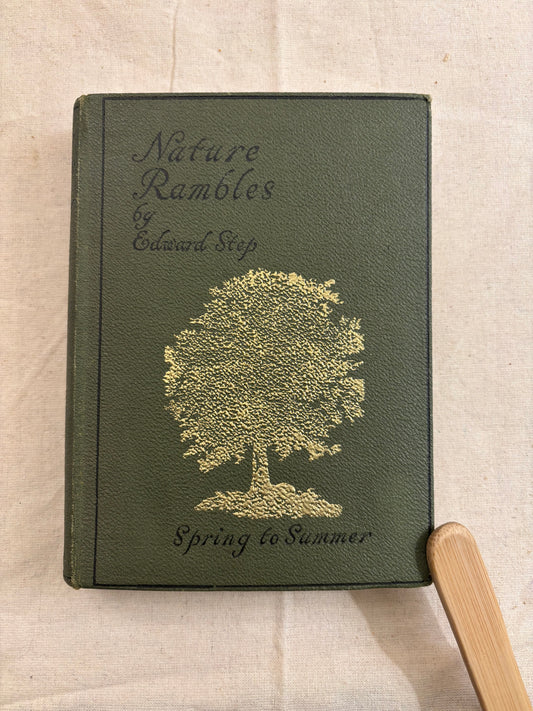 Nature
Rambles
by
Edward Step
Spring to Summer